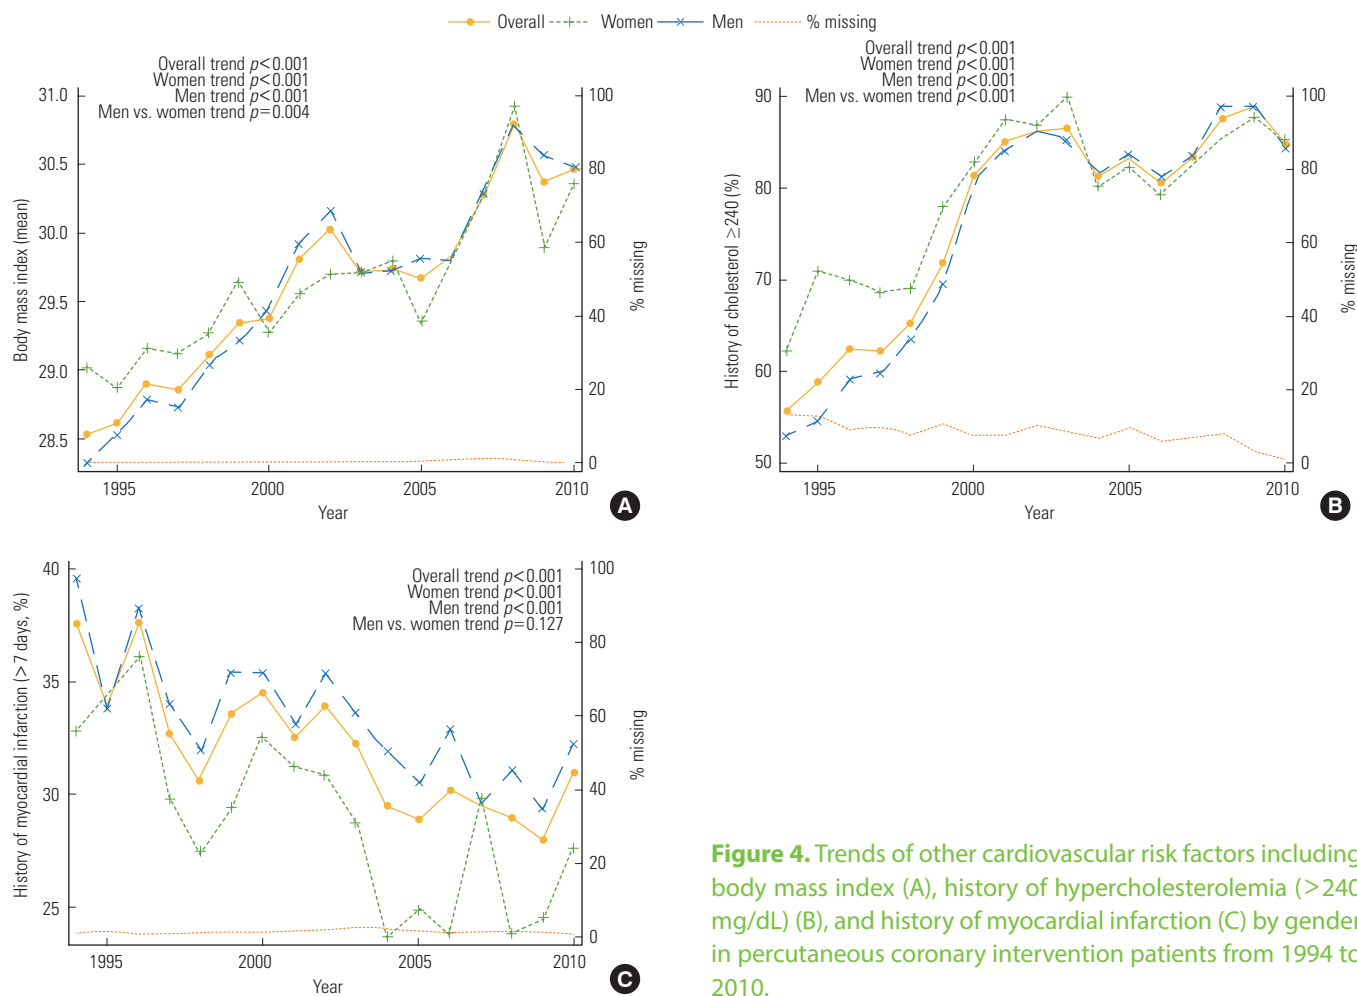 Overall Women Men % missing
Overall trend p<0.001
Women trend p<0.001
Men trend p<0.001
Men vs. women trend p=0.004
31.0
30.5
30.0
29.5
29.0
28.5
Body mass index (mean)
100
80
60
40
20
0
% missing
1995 2000 2005 2010
Year
A
Overall trend p<0.001
Women trend p<0.001
Men trend p<0.001
Men vs. women trend p<0.001
90
80
70
60
50
History of cholesterol ≥240 (%)
100
80
60
40
20
0
% missing
1995 2000 2005 2010
Year
B
Overall trend p<0.001
Women trend p<0.001
Men trend p<0.001
Men vs. women trend p=0.127
40
35
30
25
History of myocardial infarction (>7 days, %)
100
80
60
40
20
0
% missing
1995 2000 2005 2010
Year
C
Figure 4. Trends of other cardiovascular risk factors including
body mass index (A), history of hypercholesterolemia (>240
mg/dL) (B), and history of myocardial infarction (C) by gender
in percutaneous coronary intervention patients from 1994 to
2010.